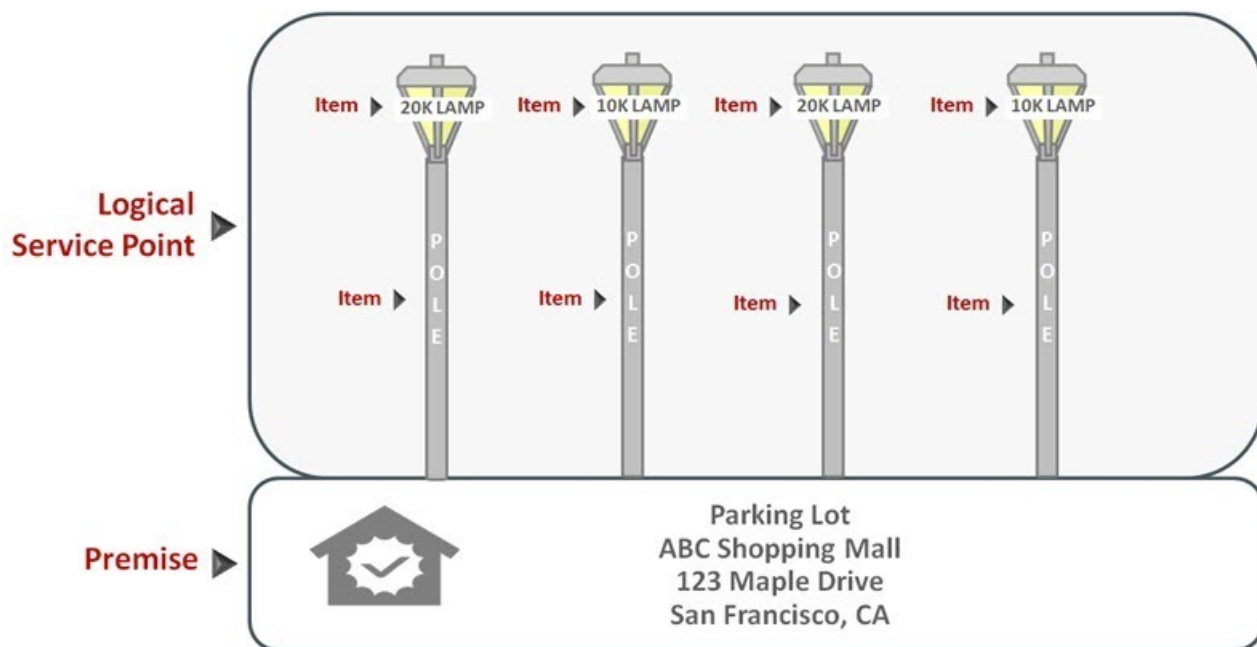 Item
20K LAMP
Item
10K LAMP
Item
20K LAMP
Item
10K LAMP
Logical
Service Point
Item
POLE
Item
POLE
Item
POLE
Item
POLE
Premise
Parking Lot
ABC Shopping Mall
123 Maple Drive
San Francisco, CA